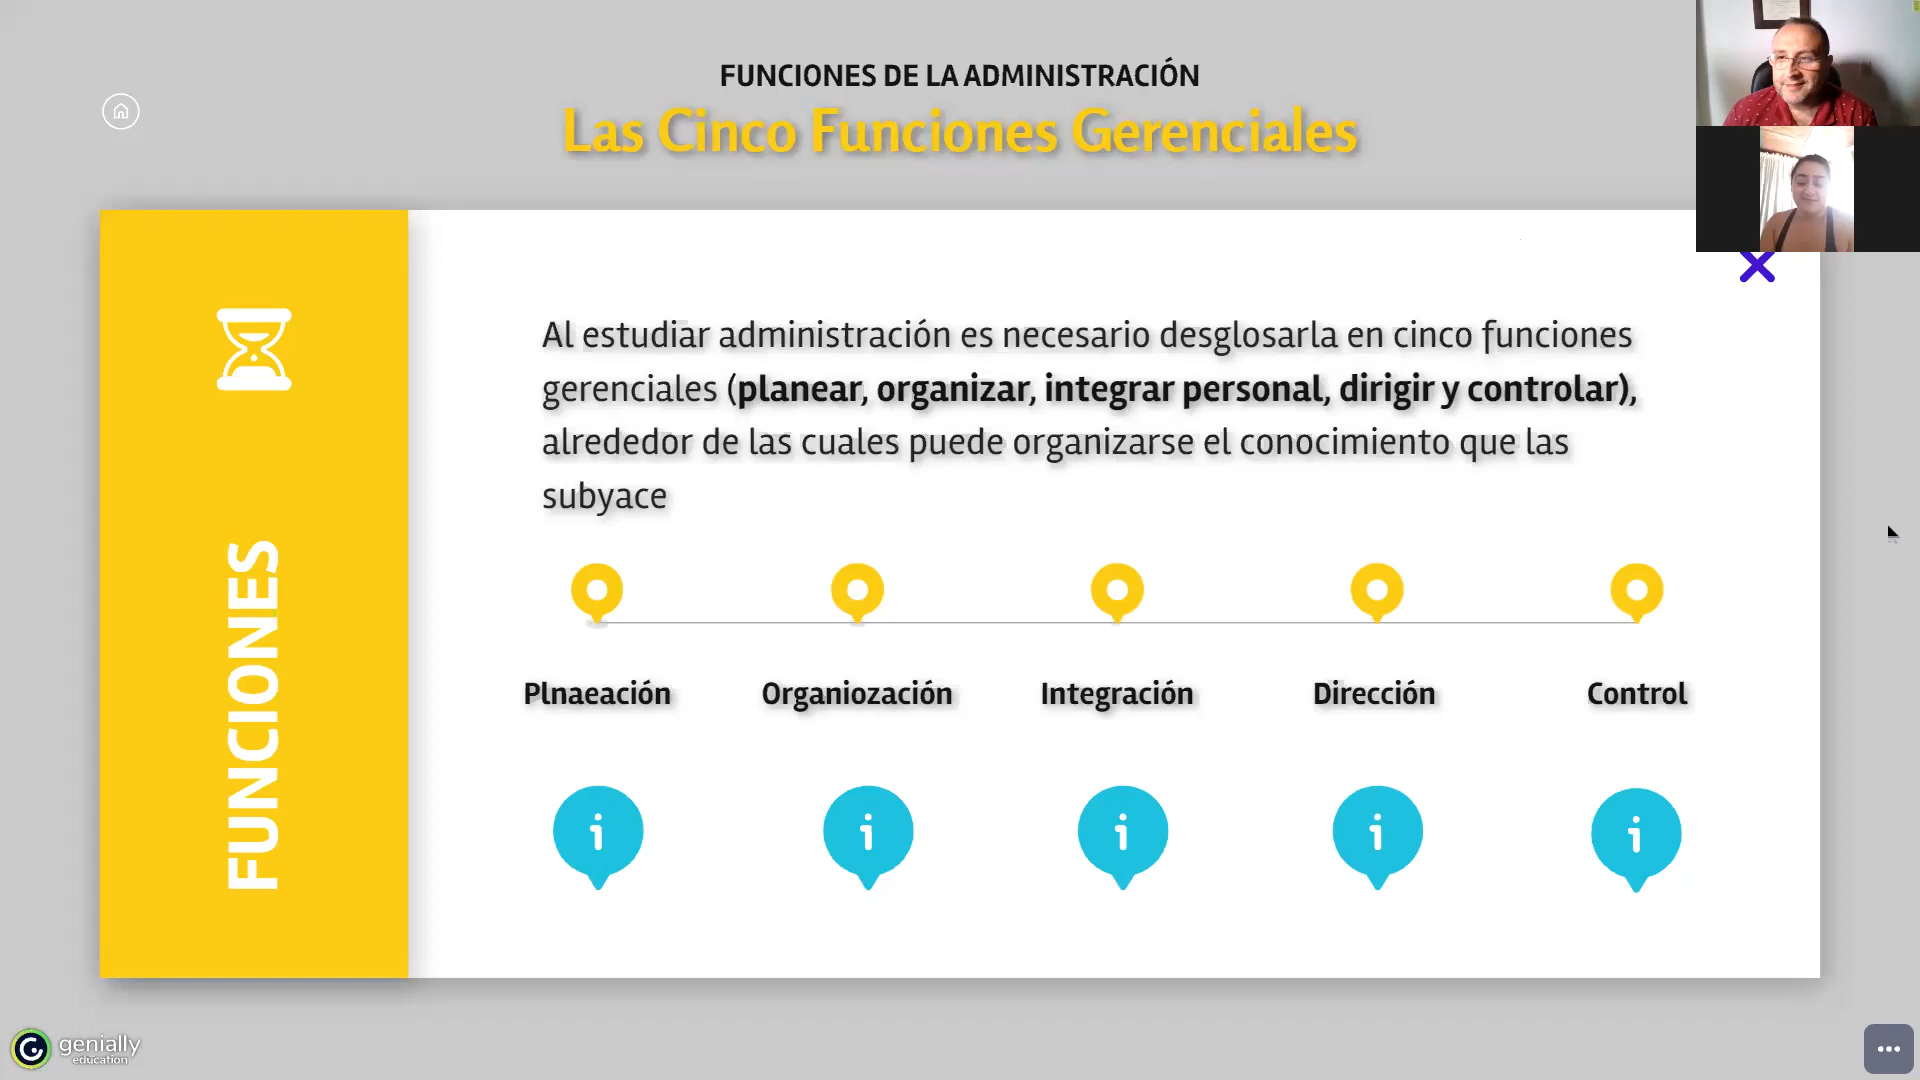 FUNCIONES DE LA ADMINISTRACIÓN
Las Cinco Funciones Gerenciales
FUNCIONES
Al estudiar administración es necesario desglosarla en cinco funciones
gerenciales (planear, organizar, integrar personal, dirigir y controlar),
alrededor de las cuales puede organizarse el conocimiento que las
subyace
Plnaeación
Organiozación
Integración
Dirección
Control
genially
education